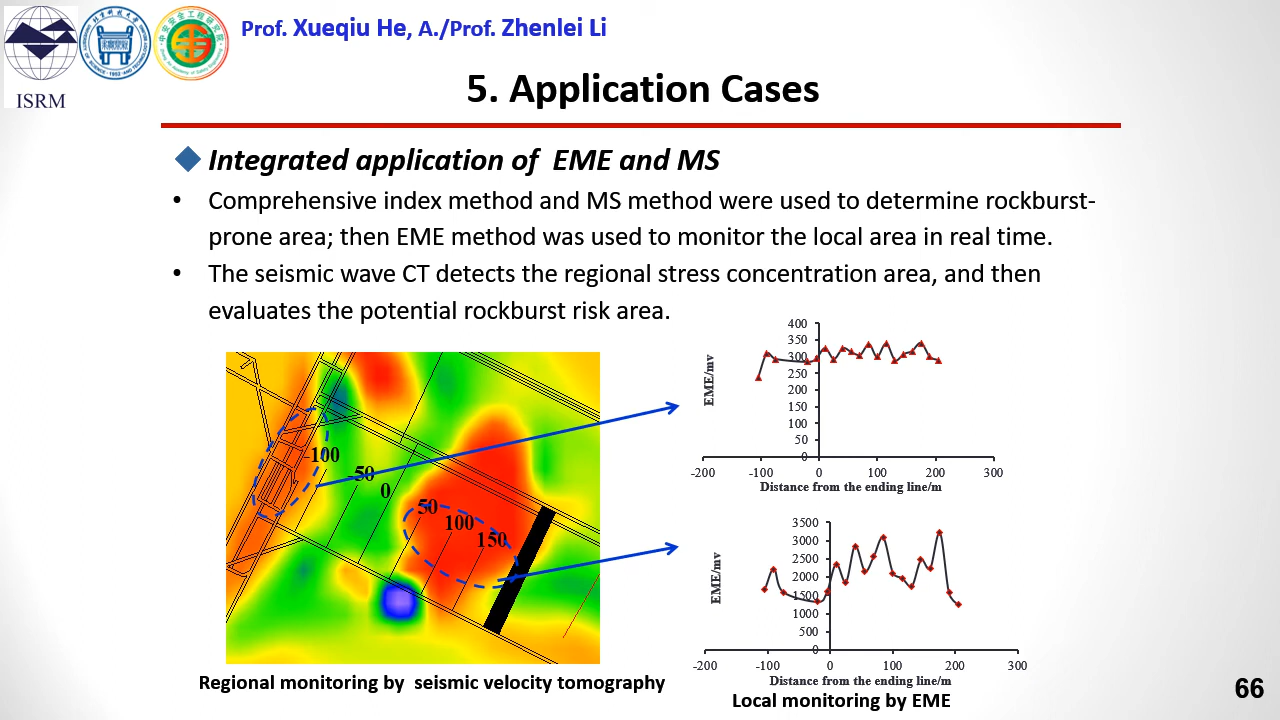 Prof. Xueqiu He, A./Prof. Zhenlei Li
ISRM
5. Application Cases
Integrated application of EME and MS
• Comprehensive index method and MS method were used to determine rockburst-
prone area; then EME method was used to monitor the local area in real time.
• The seismic wave CT detects the regional stress concentration area, and then
evaluates the potential rockburst risk area.
-100
-50
0
50
100
150
Regional monitoring by seismic velocity tomography
400
350
300
250
200
150
100
50
0
EME/mv
-200 -100 0 100 200 300
Distance from the ending line/m
3500
3000
2500
2000
1500
1000
500
0
EME/mv
-200 -100 0 100 200 300
Distance from the ending line/m
Local monitoring by EME
66